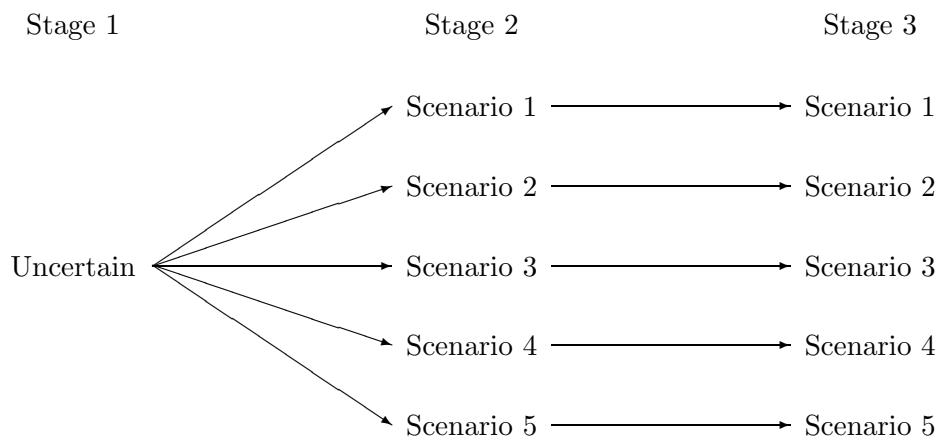 Stage 1 Stage 2 Stage 3
Scenario 1 Scenario 1
Scenario 2 Scenario 2
Uncertain Scenario 3 Scenario 3
Scenario 4 Scenario 4
Scenario 5 Scenario 5